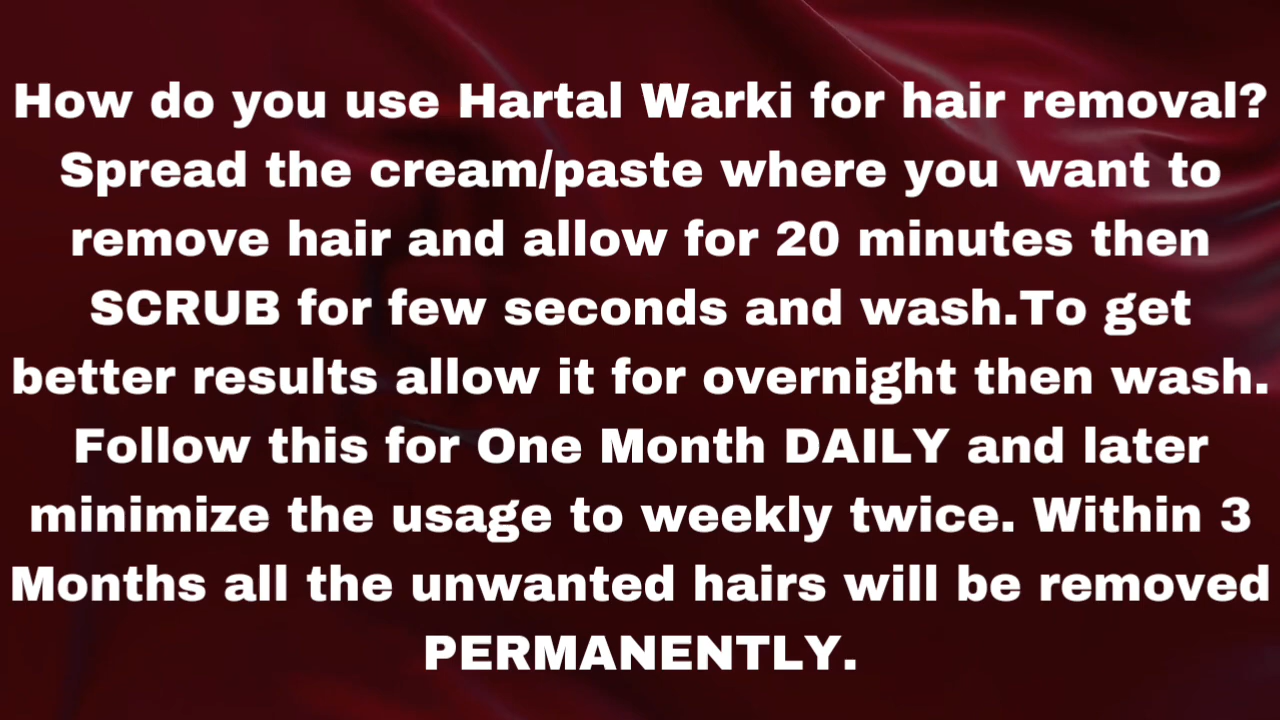 How do you use Hartal Warki for hair removal?
Spread the cream/paste where you want to
remove hair and allow for 20 minutes then
SCRUB for few seconds and wash.To get
better results allow it for overnight then wash.
Follow this for One Month DAILY and later
minimize the usage to weekly twice. Within 3
Months all the unwanted hairs will be removed
PERMANENTLY.